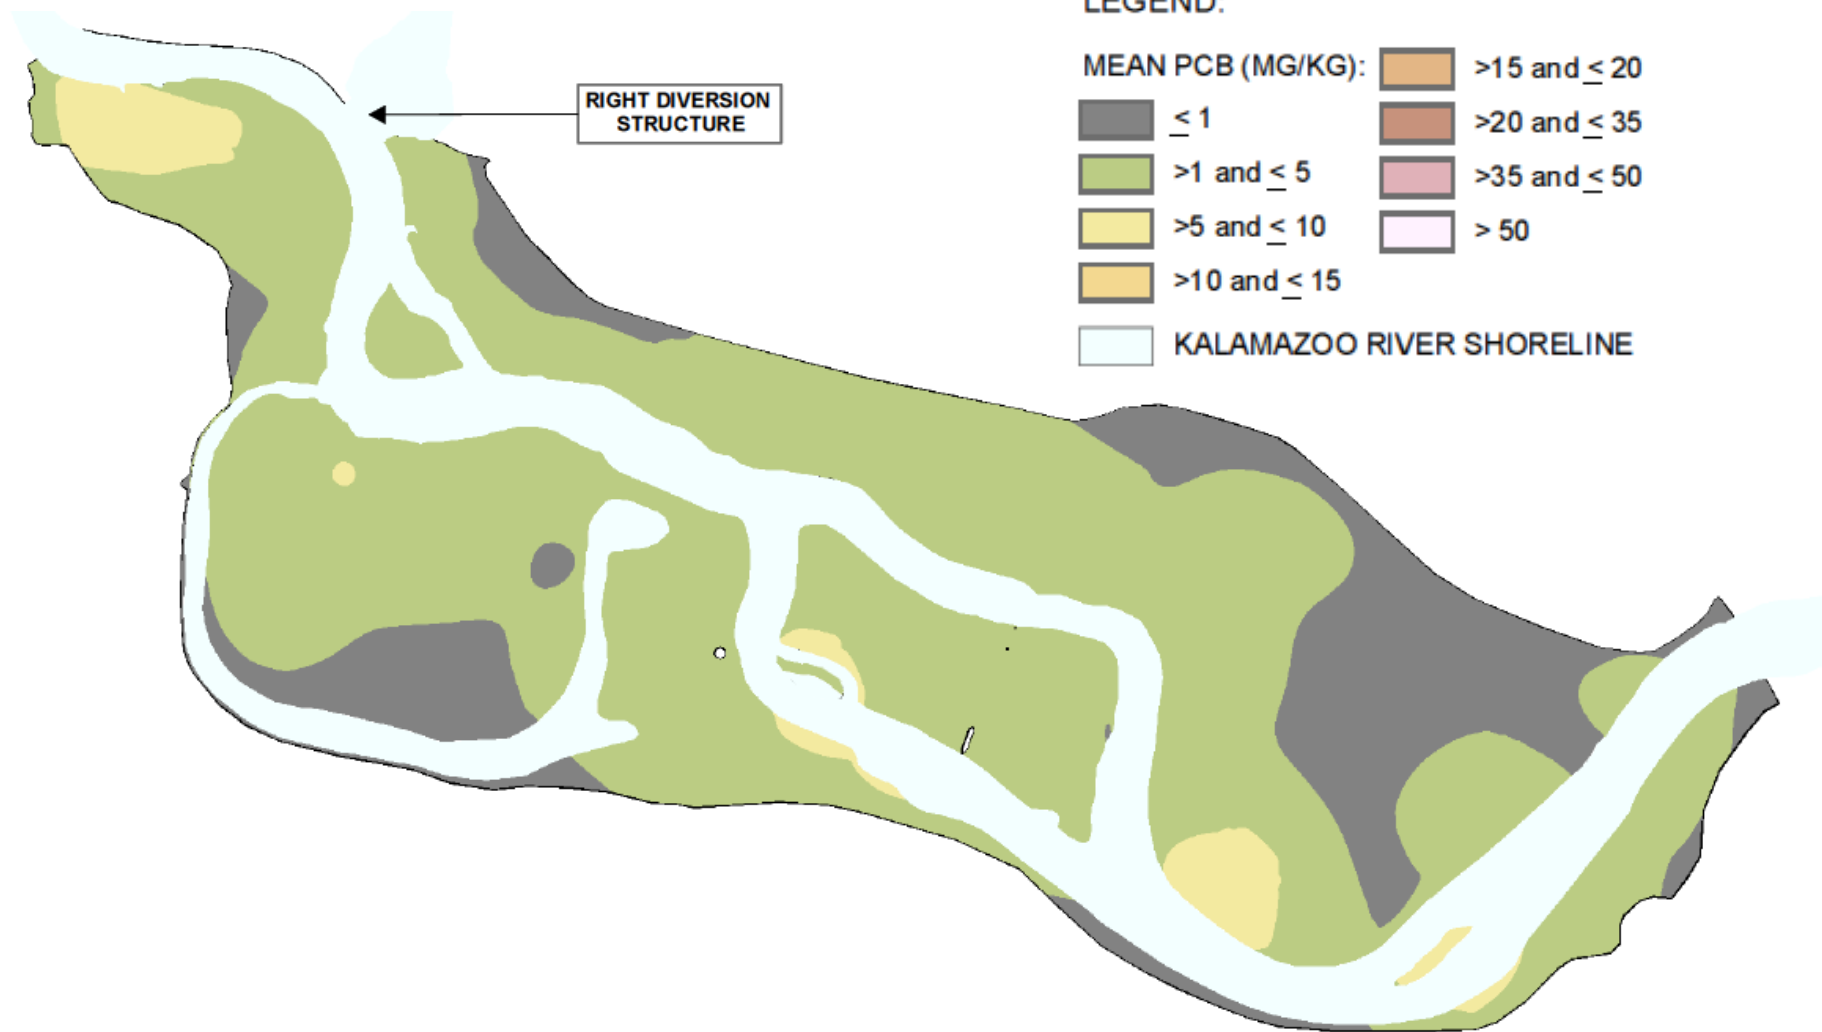 LEGEND:
MEAN PCB (MG/KG):
≤ 1
>1 and ≤ 5
>5 and ≤ 10
>10 and ≤ 15
>15 and ≤ 20
>20 and ≤ 35
>35 and ≤ 50
> 50
KALAMAZOO RIVER SHORELINE
RIGHT DIVERSION
STRUCTURE